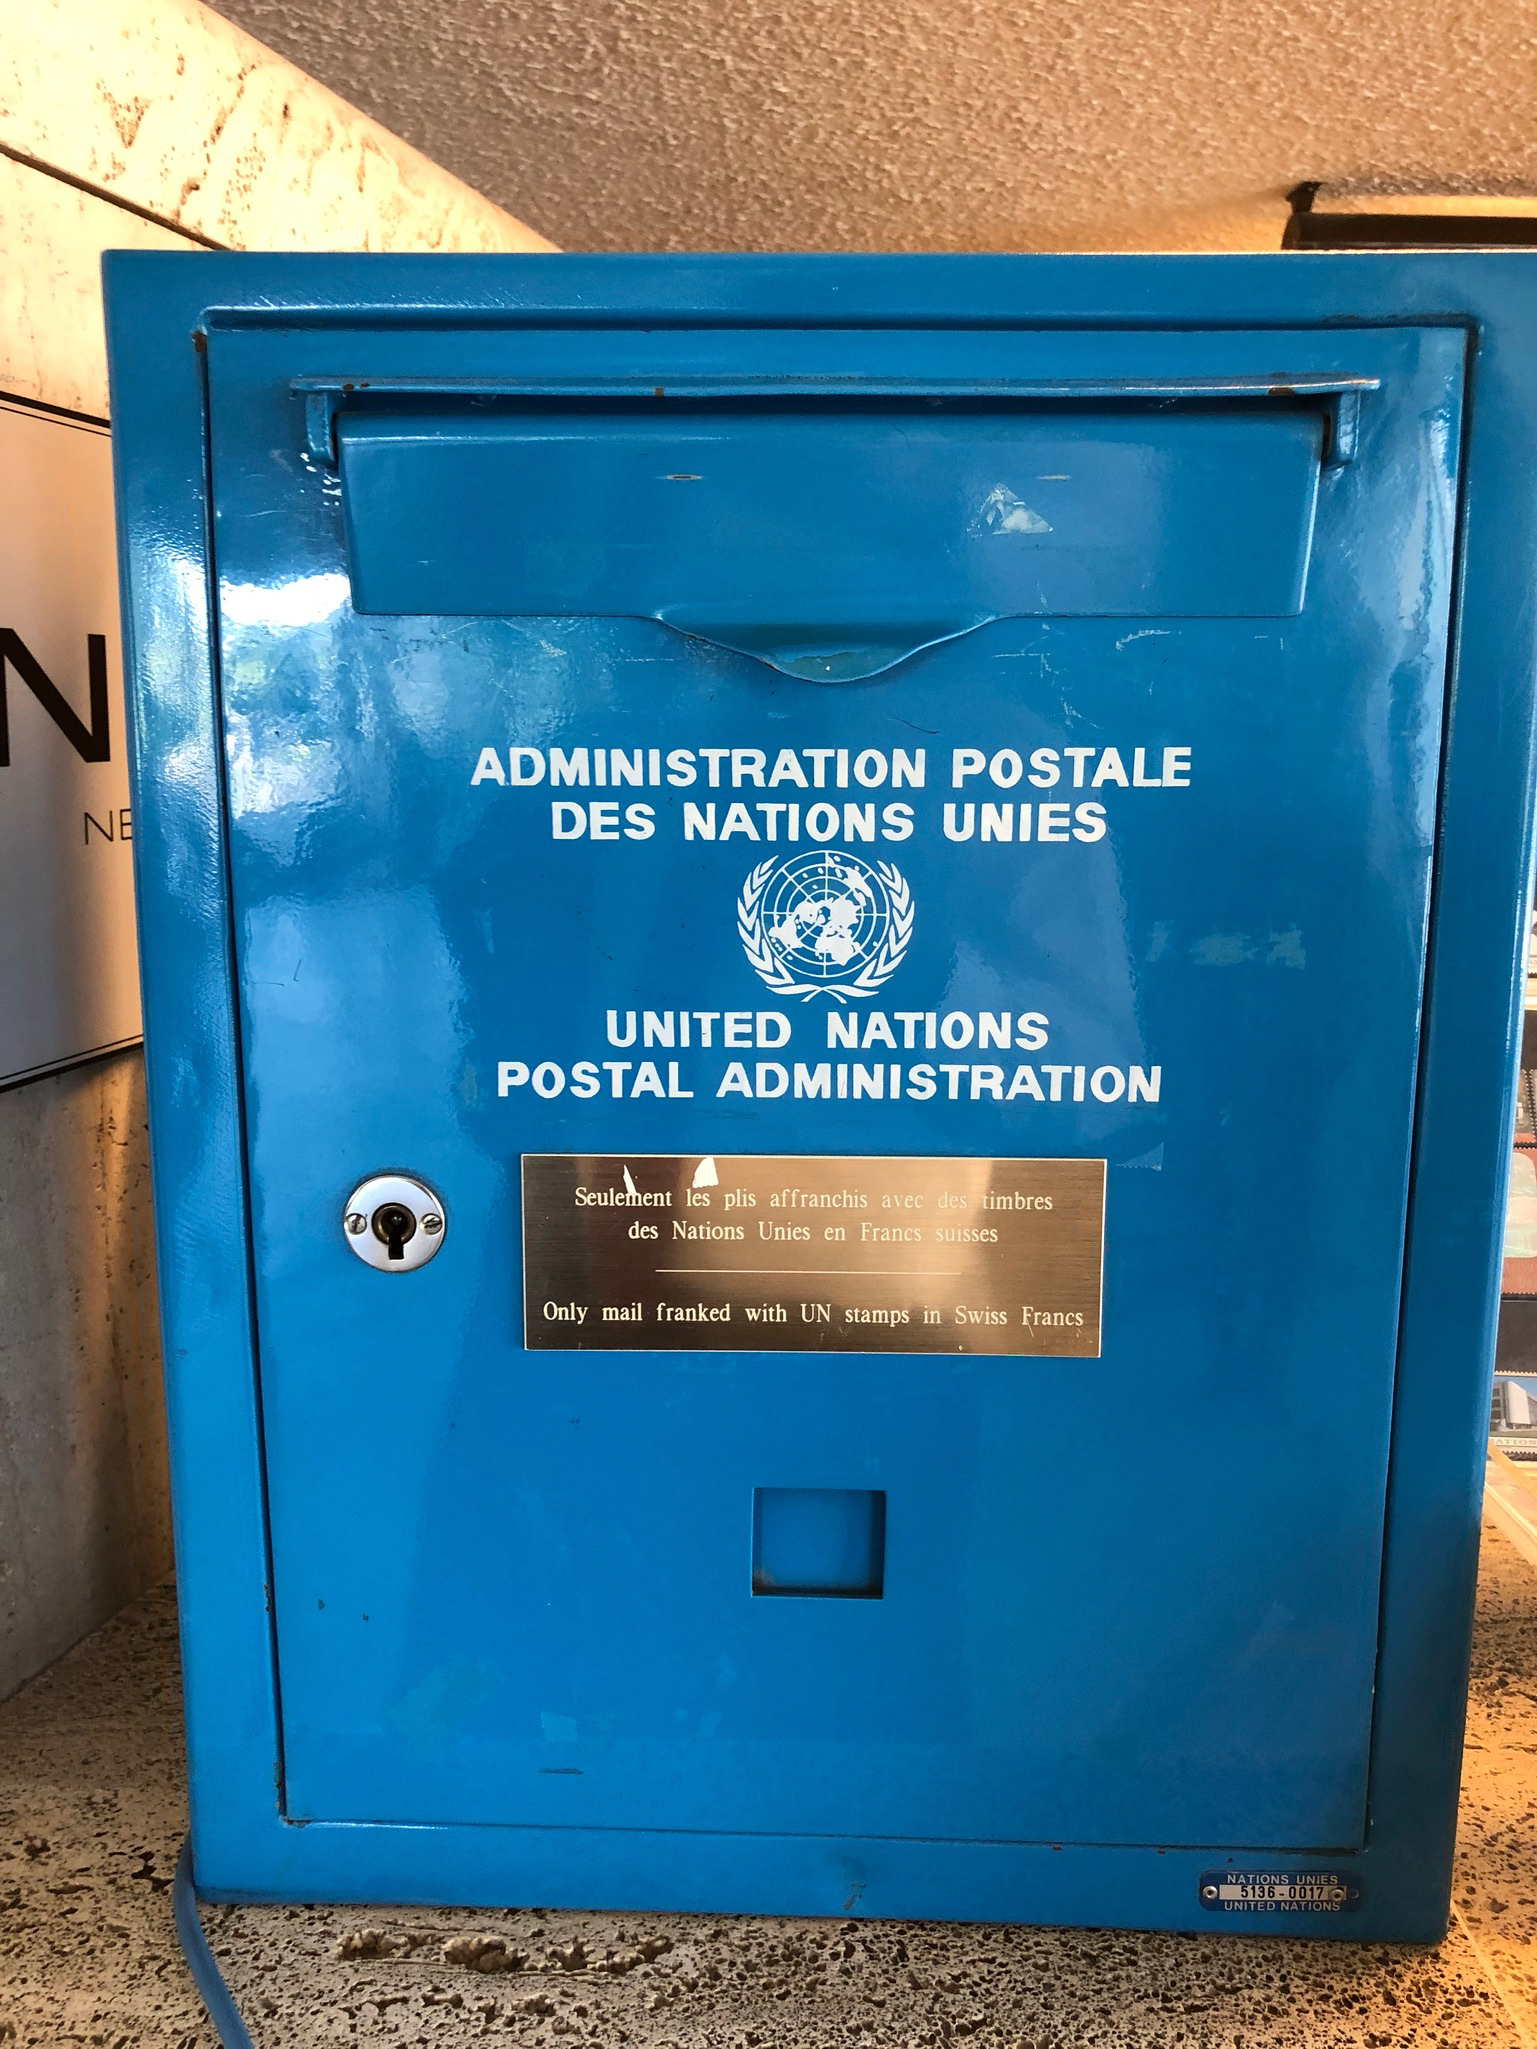 N
NE
ADMINISTRATION POSTALE
DES NATIONS UNIES
UNITED NATIONS
POSTAL ADMINISTRATION
Seulement les plis affranchis avec des timbres
des Nations Unies en Francs suisses
Only mail franked with UN stamps in Swiss Francs
NATIONS UNIES
5136-0017
UNITED NATIONS